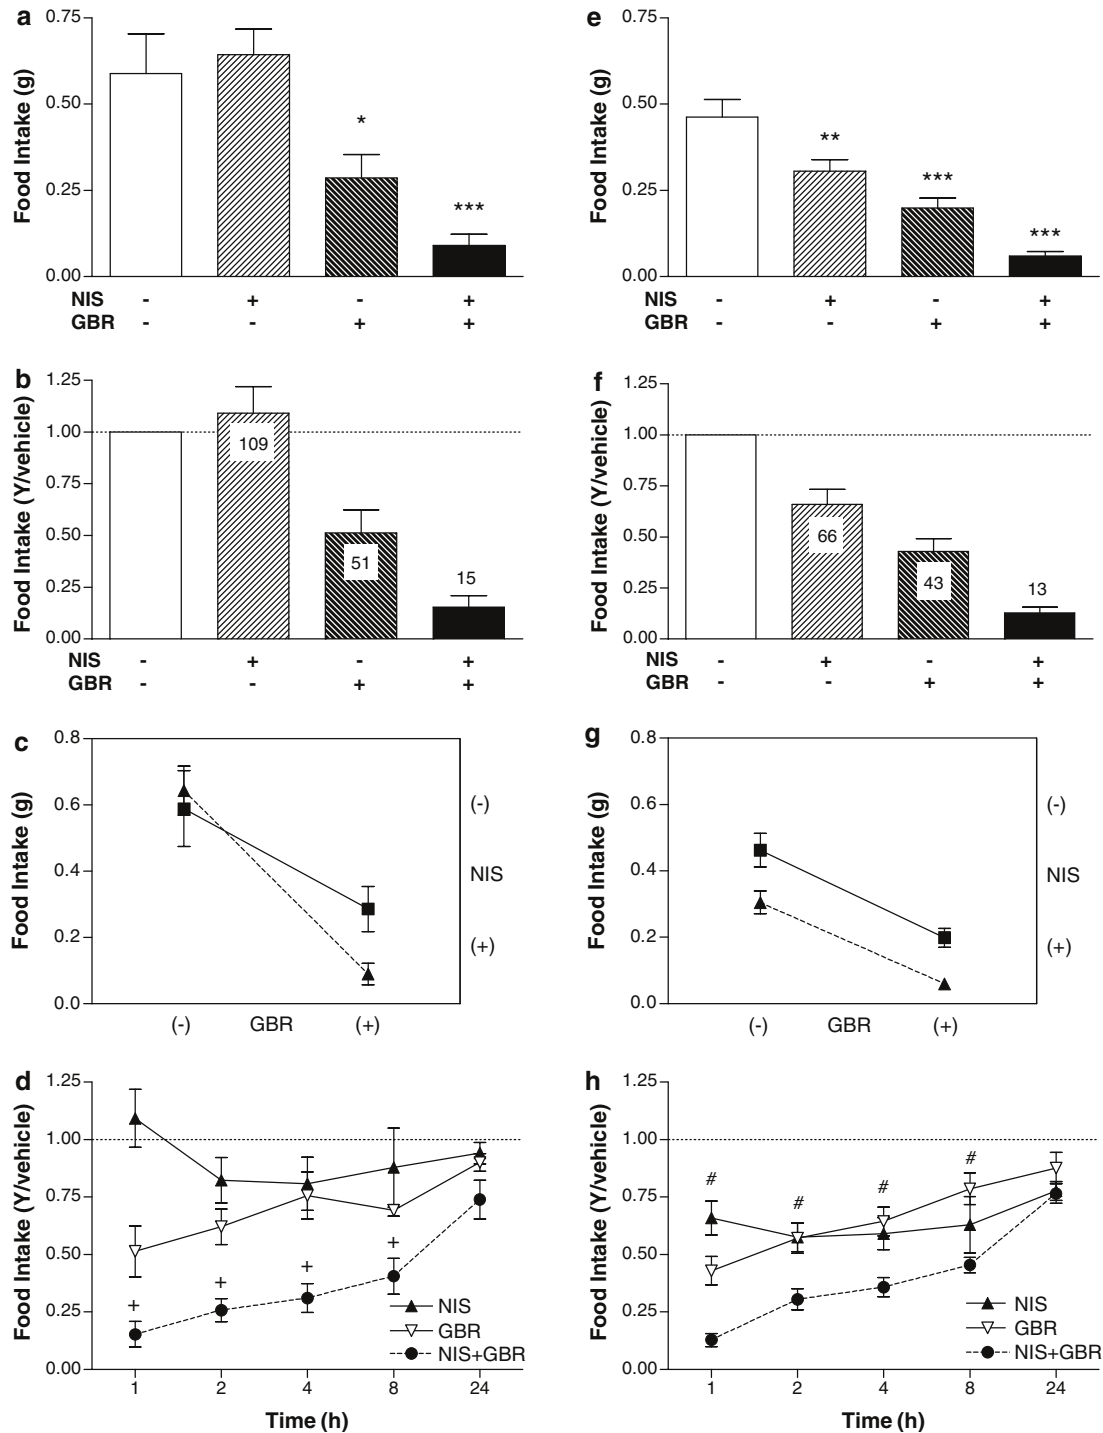 a
Food Intake (g)
0.75
0.50
0.25
0.00
*
***
NIS - + - +
GBR - - + +
b
Food Intake (Y/vehicle)
1.25
1.00
0.75
0.50
0.25
0.00
109
51
15
NIS - + - +
GBR - - + +
c
Food Intake (g)
0.8
0.6
0.4
0.2
0.0
(-)
NIS
(+)
(-) GBR (+)
d
Food Intake (Y/vehicle)
1.25
1.00
0.75
0.50
0.25
0.00
+
+
+
+
NIS
GBR
NIS+GBR
1 2 4 8 24
Time (h)
e
Food Intake (g)
0.75
0.50
0.25
0.00
**
***
***
NIS - + - +
GBR - - + +
f
Food Intake (Y/vehicle)
1.25
1.00
0.75
0.50
0.25
0.00
66
43
13
NIS - + - +
GBR - - + +
g
Food Intake (g)
0.8
0.6
0.4
0.2
0.0
(-)
NIS
(+)
(-) GBR (+)
h
Food Intake (Y/vehicle)
1.25
1.00
0.75
0.50
0.25
0.00
#
#
#
#
NIS
GBR
NIS+GBR
1 2 4 8 24
Time (h)